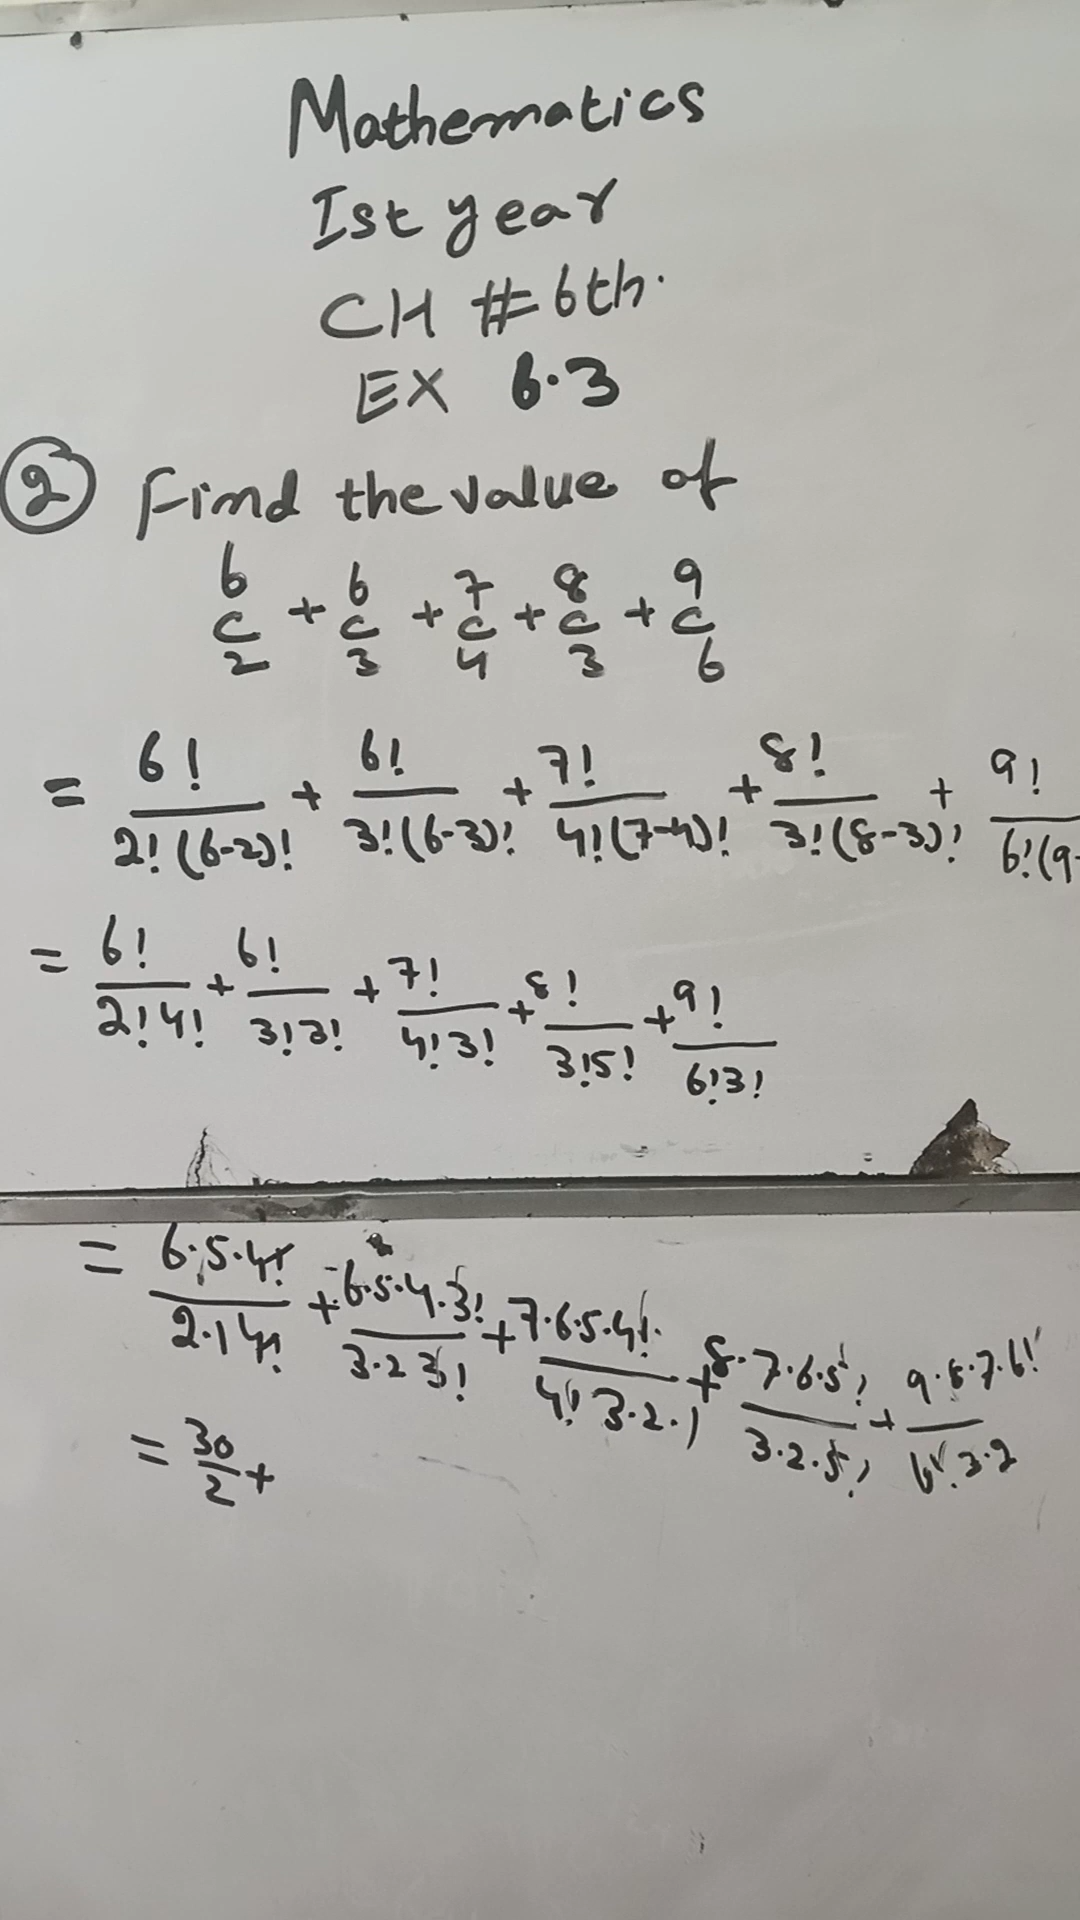 Mathematics
Ist year
CH #6th.
EX 6.3
② Find the value of
⁶C₂ + ⁶C₃ + ⁷C₄ + ⁸C₃ + ⁹C₆
= 6!/2!(6-2)! + 6!/3!(6-3)! + 7!/4!(7-4)! + 8!/3!(8-3)! + 9!/6!(9-
= 6!/2!4! + 6!/3!3! + 7!/4!3! + 8!/3!5! + 9!/6!3!
= 6·5·4!/2·1 4! + 6·5·4·3!/3·2 3! + 7·6·5·4!/4! 3·2·1 + 8·7·6·5!/3·2·5! + 9·8·7·6!/6! 3·2
= 30/2 +